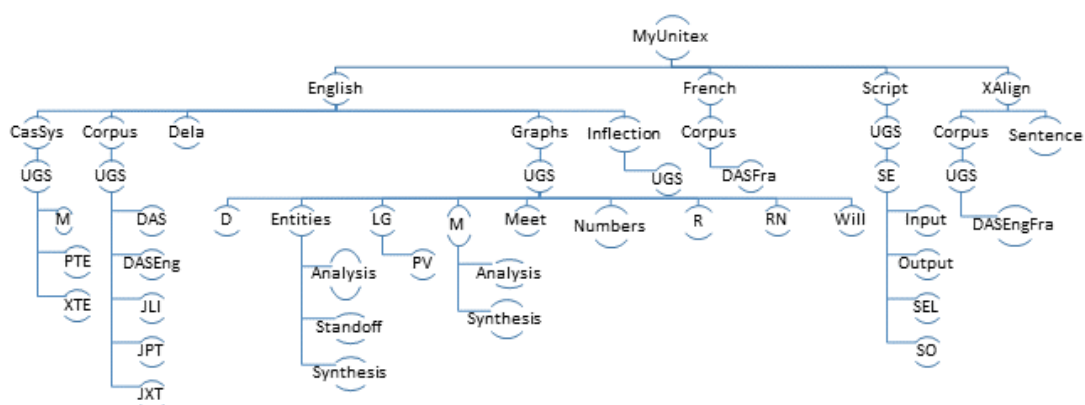 MyUnitex
English French Script XAlign
CasSys Corpus Dela Graphs Inflection Corpus UGS Corpus Sentence
UGS UGS UGS UGS DASFra SE UGS
M DAS D Entities LG M Meet Numbers R RN Will Input DASEngFra
PTE DASEng Analysis PV Analysis Output
XTE JLI Standoff Synthesis SEL
JPT Synthesis SO
JXT